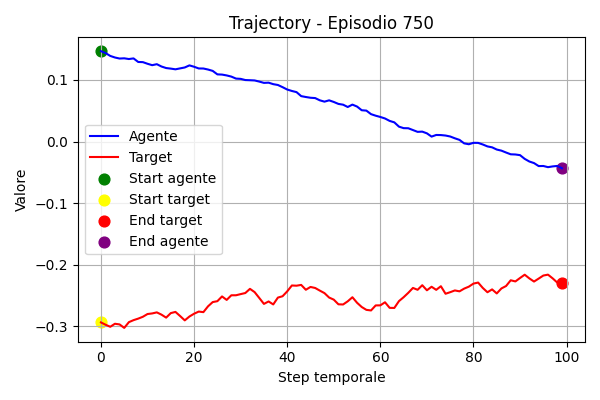 Trajectory - Episodio 750
Valore
0.1
0.0
−0.1
−0.2
−0.3
Agente
Target
Start agente
Start target
End target
End agente
0
20
40
60
80
100
Step temporale